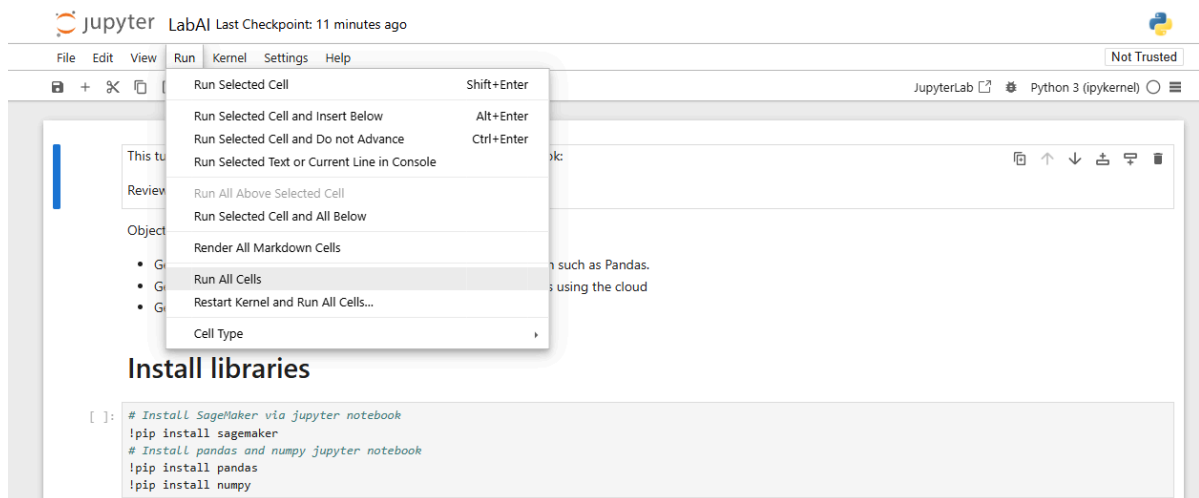 jupyter LabAI Last Checkpoint: 11 minutes ago
File Edit View Run Kernel Settings Help Not Trusted
JupyterLab Python 3 (ipykernel)
Run Selected Cell Shift+Enter
Run Selected Cell and Insert Below Alt+Enter
Run Selected Cell and Do not Advance Ctrl+Enter
Run Selected Text or Current Line in Console
Run All Above Selected Cell
Run Selected Cell and All Below
Render All Markdown Cells
Run All Cells
Restart Kernel and Run All Cells...
Cell Type
This tu
Review
Object
such as Pandas.
using the cloud
Install libraries
[ ]: # Install SageMaker via jupyter notebook
!pip install sagemaker
# Install pandas and numpy jupyter notebook
!pip install pandas
!pip install numpy